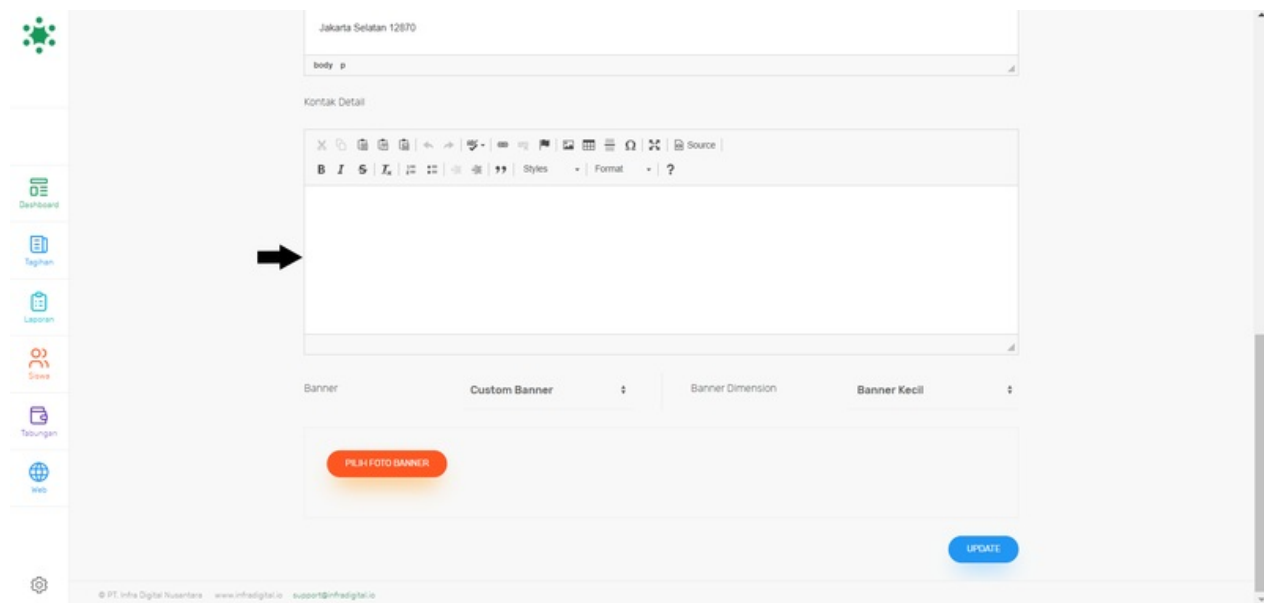 Jakarta Selatan 12870
body p
Kontak Detail
Source
B I S Tx Styles Format ?
Dashboard
Tagihan
Laporan
Siswa
Tabungan
Web
Banner Custom Banner Banner Dimension Banner Kecil
PILIH FOTO BANNER
UPDATE
© PT. Infra Digital Nusantara www.infradigital.io support@infradigital.io